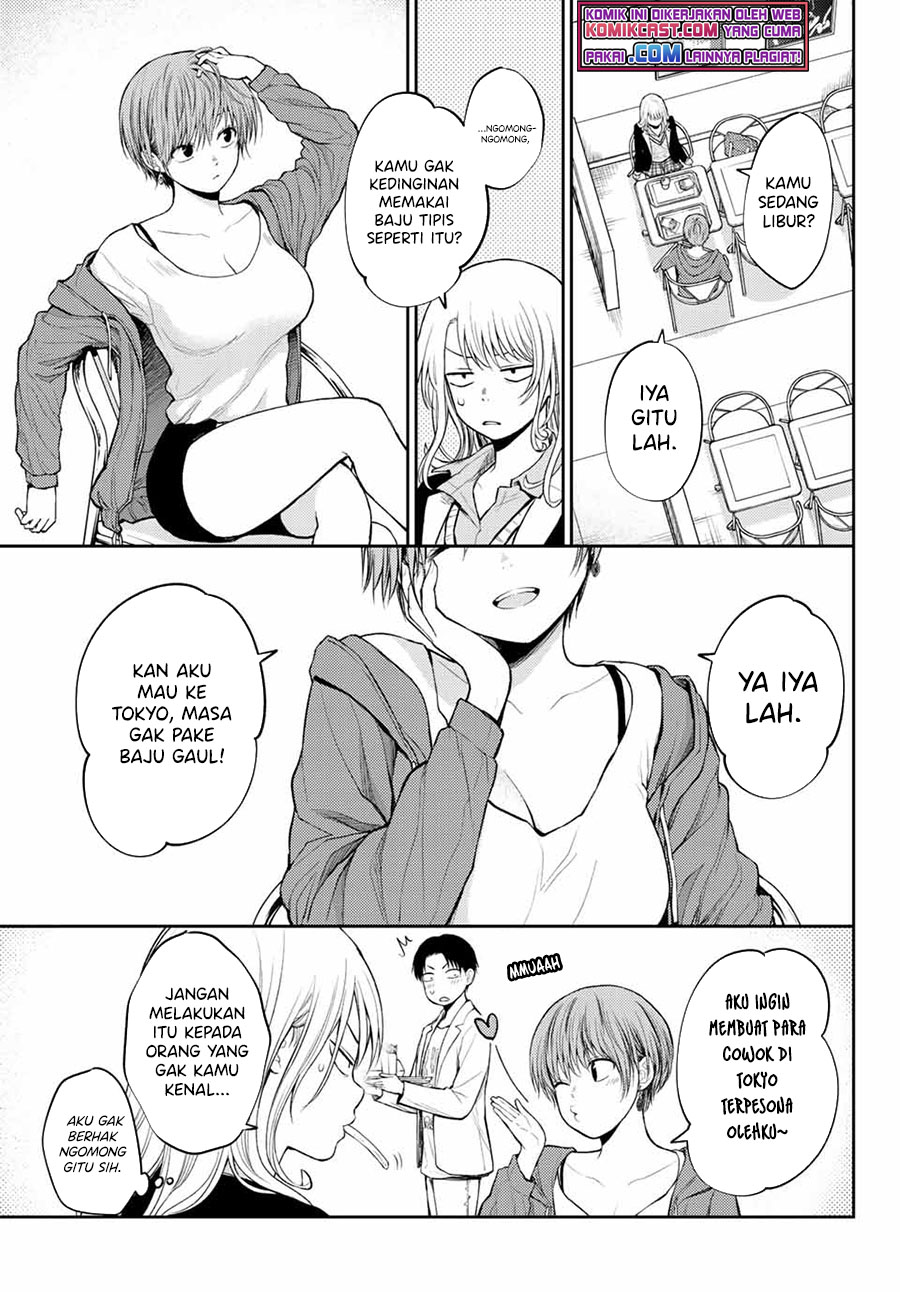 KOMIK INI DIKERJAKAN OLEH WEB
KOMIKCAST.COM YANG CUMA
PAKAI .COM LAINNYA PLAGIAT!
KAMU
SEDANG
LIBUR?
IYA
GITU
LAH.
...NGOMONG-
NGOMONG,
KAMU GAK
KEDINGINAN
MEMAKAI
BAJU TIPIS
SEPERTI ITU?
YA IYA
LAH.
KAN AKU
MAU KE
TOKYO, MASA
GAK PAKE
BAJU GAUL!
AKU INGIN
MEMBUAT PARA
COWOK DI
TOKYO
TERPESONA
OLEHKU~
MMUAAH
JANGAN
MELAKUKAN
ITU KEPADA
ORANG YANG
GAK KAMU
KENAL...
AKU GAK
BERHAK
NGOMONG
GITU SIH.